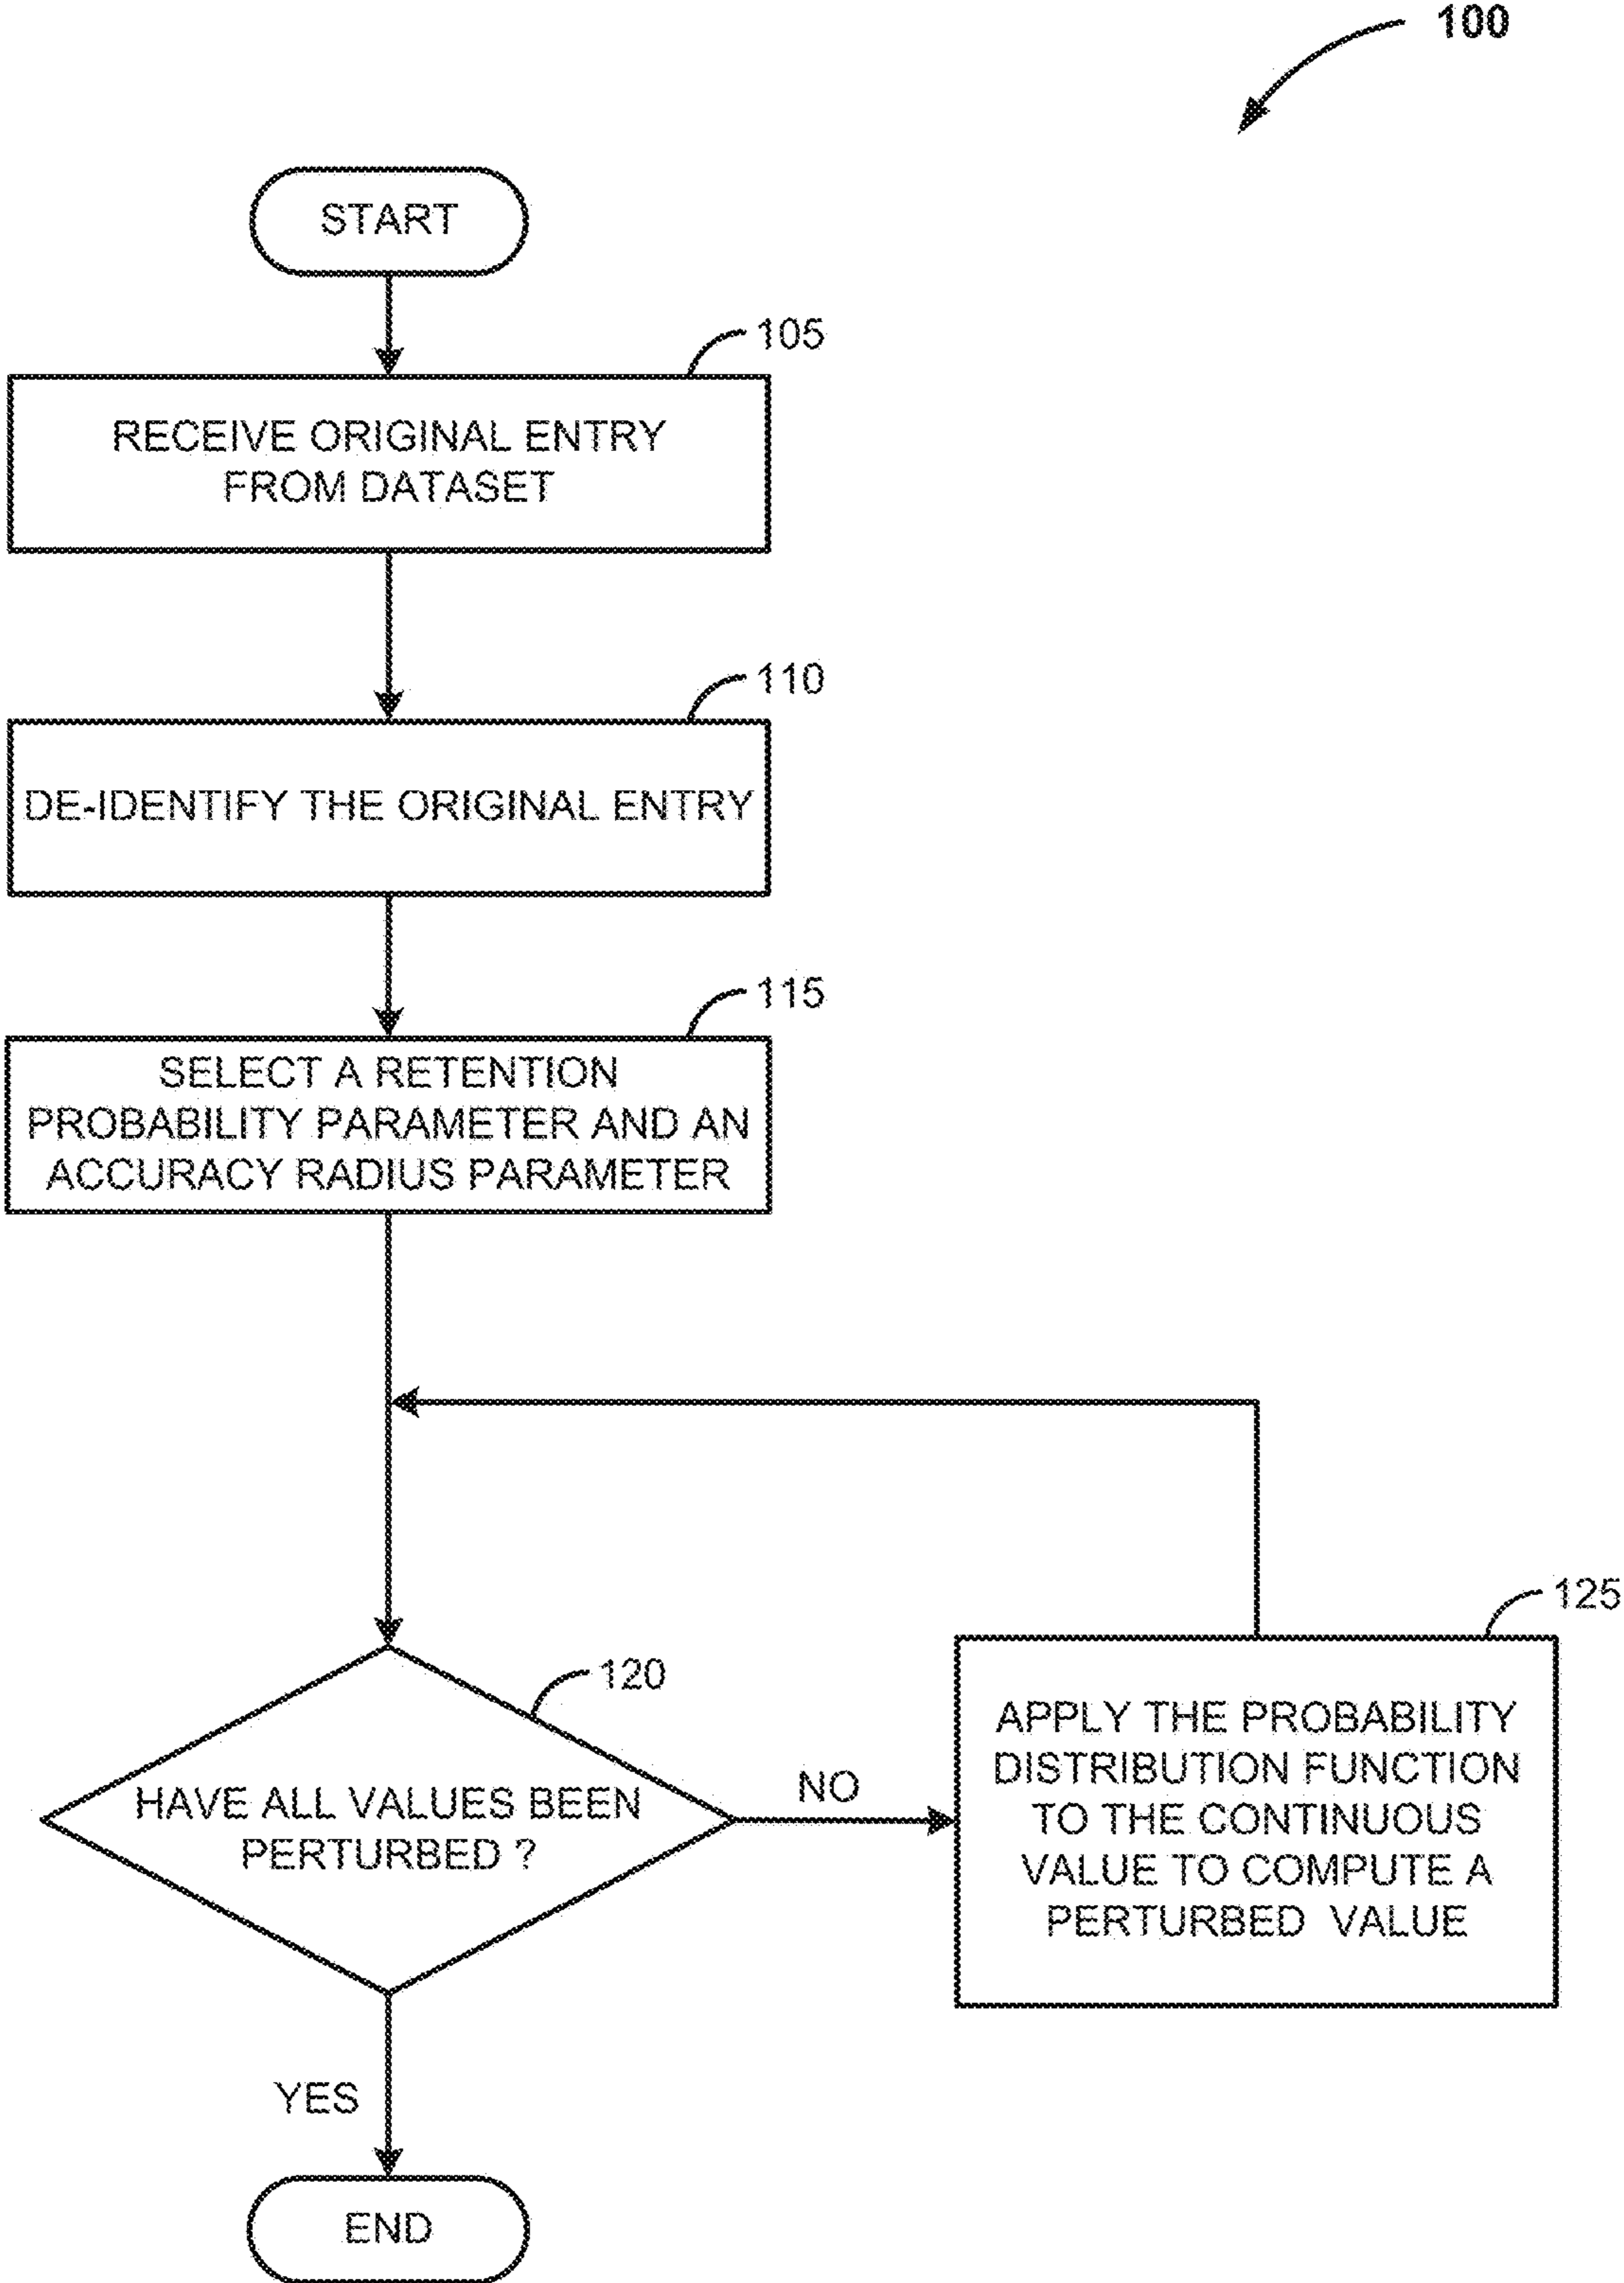 100
START
105
RECEIVE ORIGINAL ENTRY
FROM DATASET
110
DE-IDENTIFY THE ORIGINAL ENTRY
115
SELECT A RETENTION
PROBABILITY PARAMETER AND AN
ACCURACY RADIUS PARAMETER
120
HAVE ALL VALUES BEEN
PERTURBED ?
NO
125
APPLY THE PROBABILITY
DISTRIBUTION FUNCTION
TO THE CONTINUOUS
VALUE TO COMPUTE A
PERTURBED VALUE
YES
END